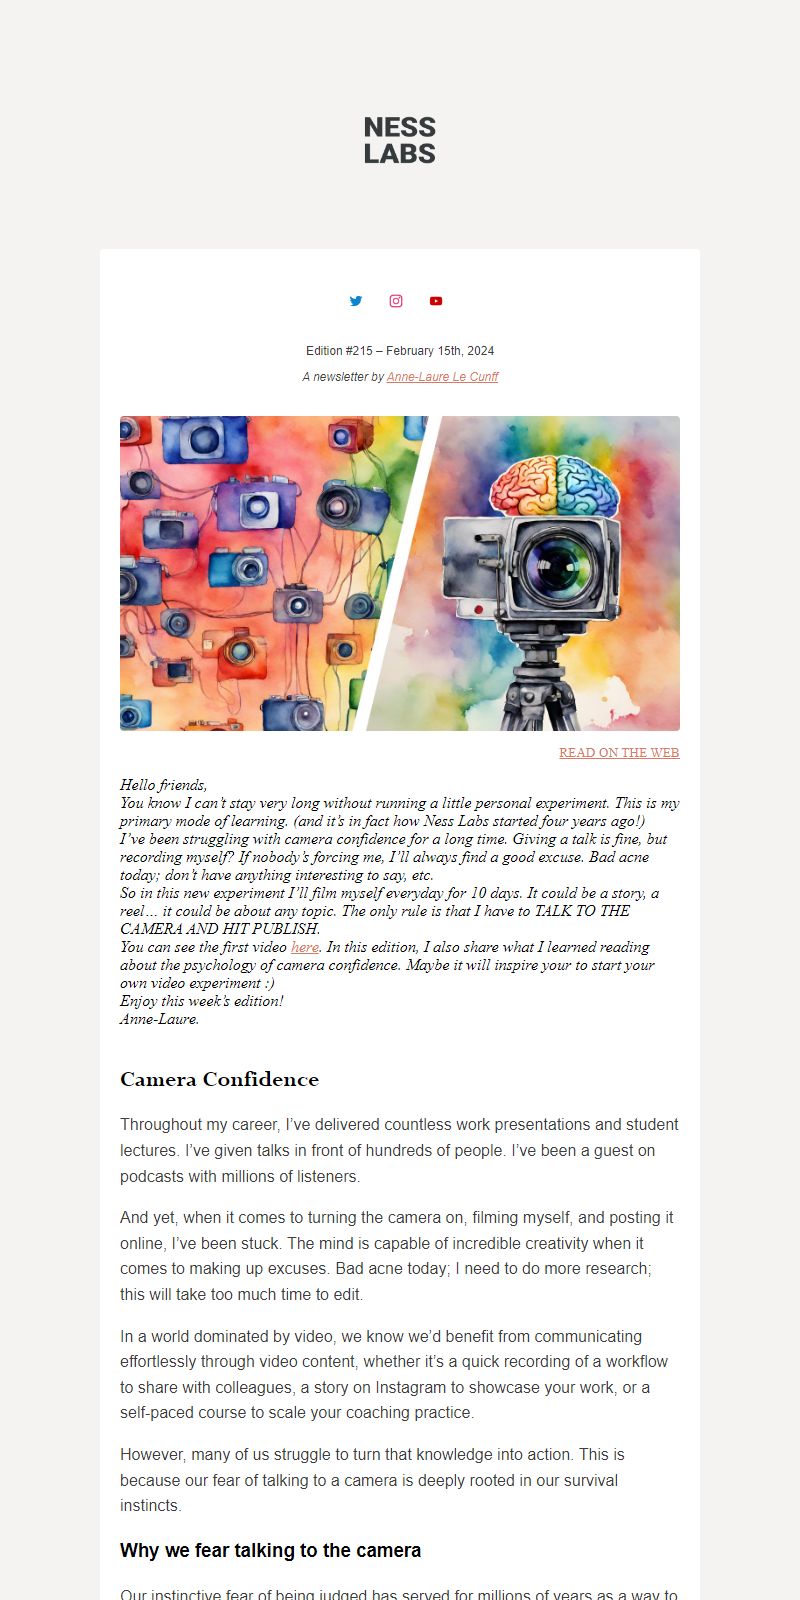 NESS
LABS
Edition #215 – February 15th, 2024
A newsletter by Anne-Laure Le Cunff
READ ON THE WEB
Hello friends,
You know I can't stay very long without running a little personal experiment. This is my
primary mode of learning. (and it's in fact how Ness Labs started four years ago!)
I've been struggling with camera confidence for a long time. Giving a talk is fine, but
recording myself? If nobody's forcing me, I'll always find a good excuse. Bad acne
today; don't have anything interesting to say, etc.
So in this new experiment I'll film myself everyday for 10 days. It could be a story, a
reel… it could be about any topic. The only rule is that I have to TALK TO THE
CAMERA AND HIT PUBLISH.
You can see the first video here. In this edition, I also share what I learned reading
about the psychology of camera confidence. Maybe it will inspire your to start your
own video experiment :)
Enjoy this week's edition!
Anne-Laure.
Camera Confidence
Throughout my career, I've delivered countless work presentations and student
lectures. I've given talks in front of hundreds of people. I've been a guest on
podcasts with millions of listeners.
And yet, when it comes to turning the camera on, filming myself, and posting it
online, I've been stuck. The mind is capable of incredible creativity when it
comes to making up excuses. Bad acne today; I need to do more research;
this will take too much time to edit.
In a world dominated by video, we know we'd benefit from communicating
effortlessly through video content, whether it's a quick recording of a workflow
to share with colleagues, a story on Instagram to showcase your work, or a
self-paced course to scale your coaching practice.
However, many of us struggle to turn that knowledge into action. This is
because our fear of talking to a camera is deeply rooted in our survival
instincts.
Why we fear talking to the camera
Our instinctive fear of being judged has served for millions of years as a way to